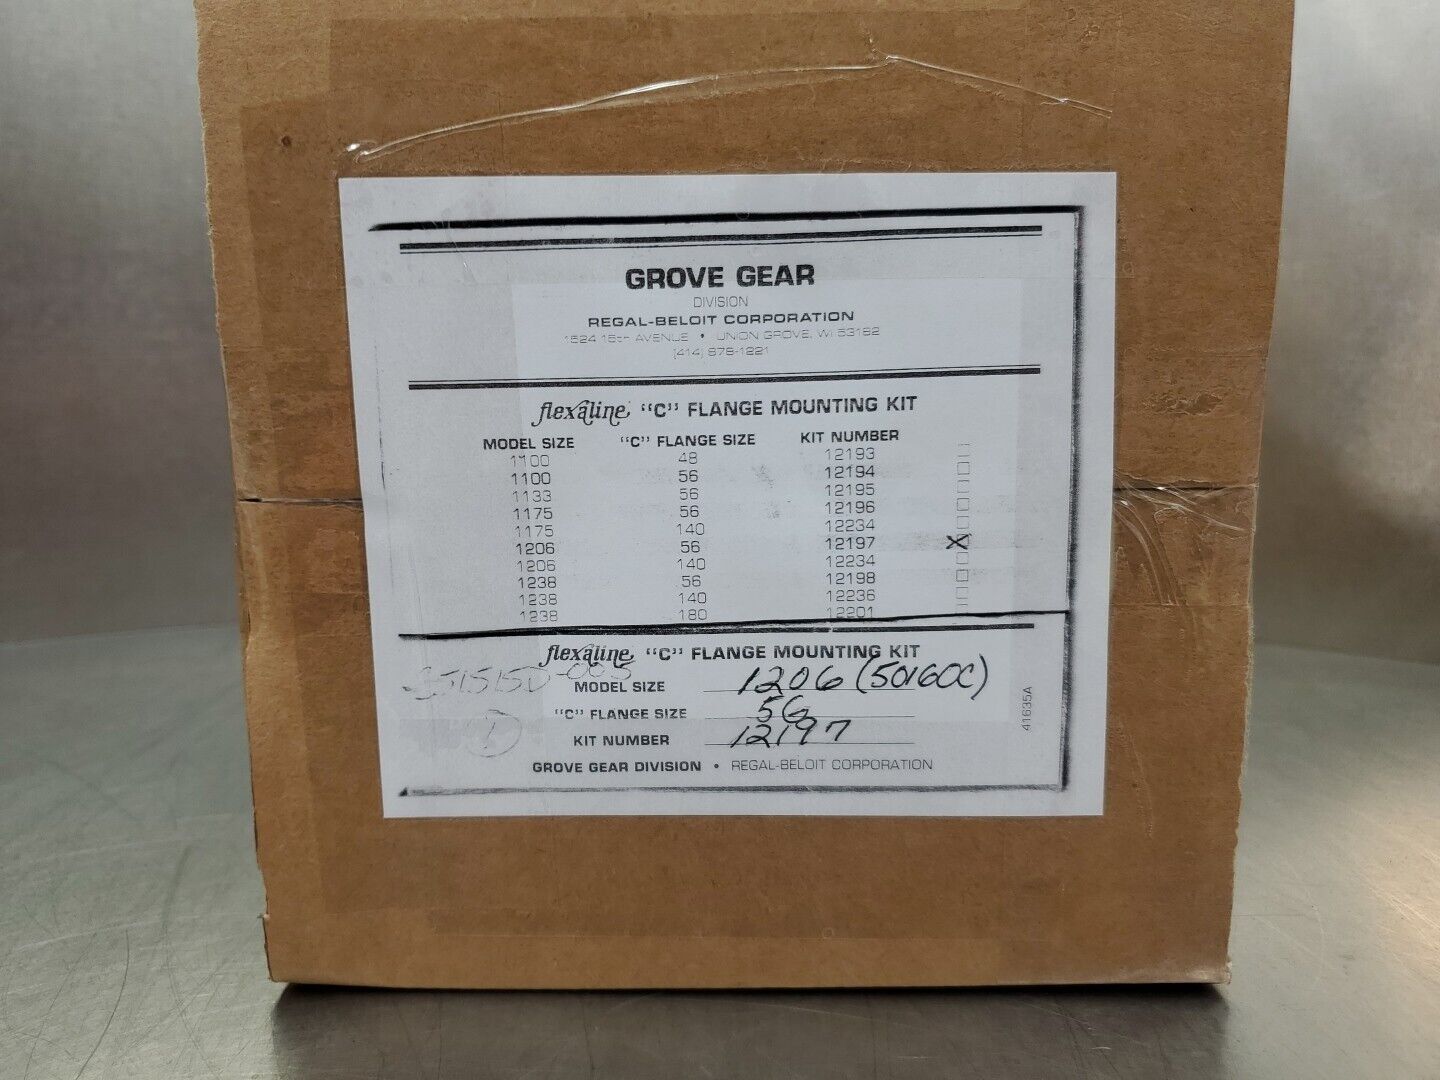 GROVE GEAR
DIVISION
REGAL-BELOIT CORPORATION
1524 15TH AVENUE • UNION GROVE, WI 53182
(414) 878-1221
flexaline "C" FLANGE MOUNTING KIT
MODEL SIZE "C" FLANGE SIZE KIT NUMBER
1100 48 12193
1100 56 12194
1133 56 12195
1175 56 12196
1175 140 12234
1206 56 12197 X
1206 140 12234
1238 56 12198
1238 140 12236
1238 180 12201
flexaline "C" FLANGE MOUNTING KIT
MODEL SIZE 1206 (50160X)
"C" FLANGE SIZE 56
KIT NUMBER 12197
GROVE GEAR DIVISION • REGAL-BELOIT CORPORATION
41635A
1